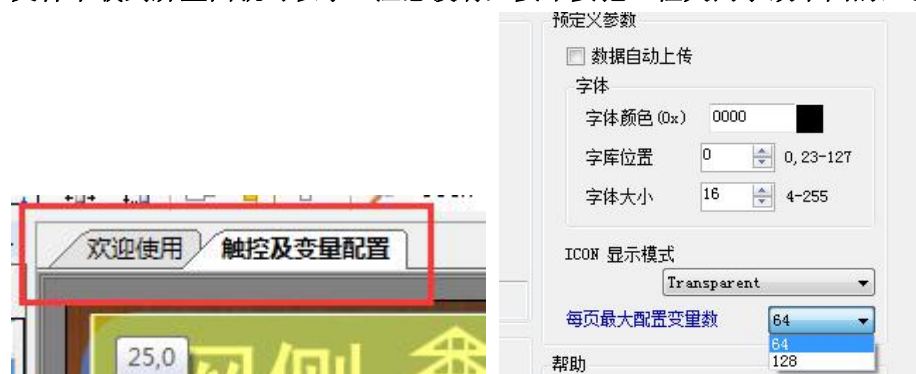 预定义参数
数据自动上传
字体
字体颜色(0x) 0000
字库位置 0 0,23-127
字体大小 16 4-255
ICON 显示模式
Transparent
每页最大配置变量数 64
64
128
帮助
欢迎使用 触控及变量配置
25,0